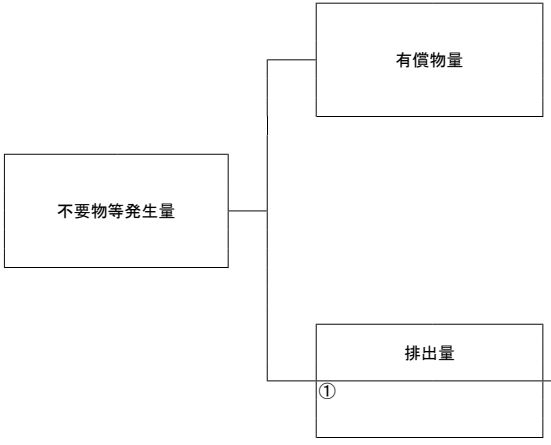 有償物量
不要物等発生量
排出量
①